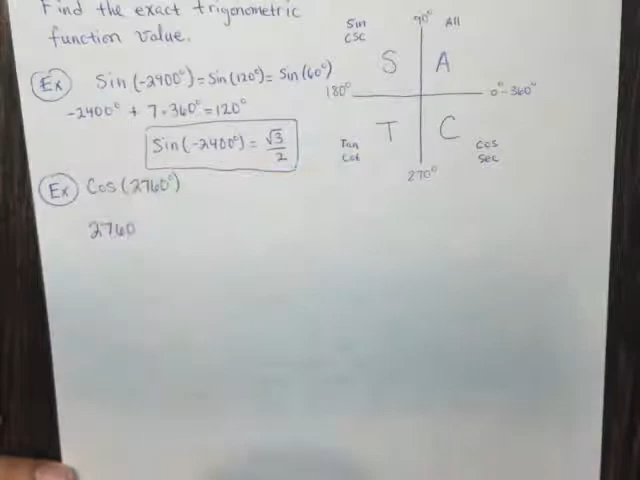 Find the exact trigonometric
function value.
Ex Sin(-2400°) = Sin(120°) = Sin(60°)
-2400° + 7·360° = 120°
Sin(-2400°) = √3/2
Ex Cos(2760°)
2760
90° All
Sin
CSC
S A
180° 0°-360°
T C
Tan
Cot
Cos
Sec
270°